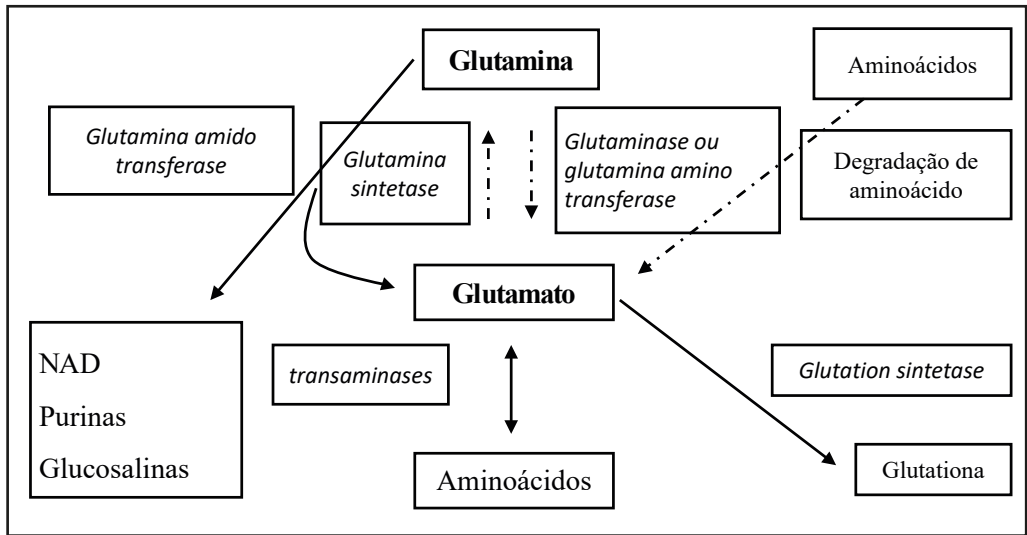 Glutamina
Aminoácidos
Glutamina amido
transferase
Glutamina
sintetase
Glutaminase ou
glutamina amino
transferase
Degradação de
aminoácido
Glutamato
NAD
Purinas
Glucosalinas
transaminases
Glutation sintetase
Aminoácidos
Glutationa